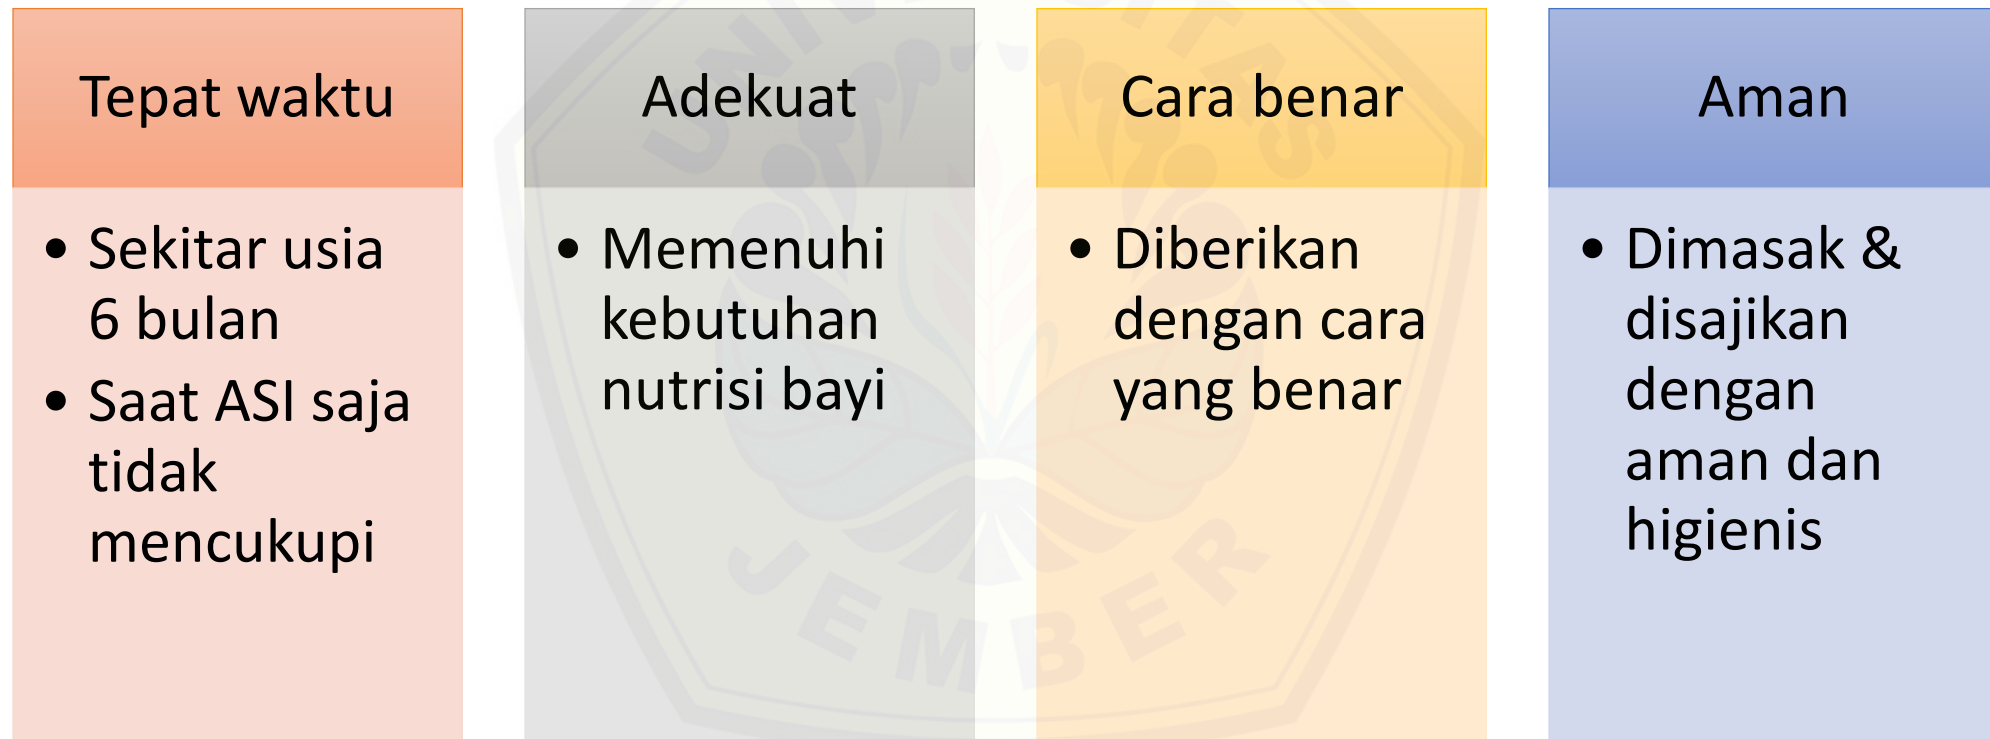 Tepat waktu
• Sekitar usia
6 bulan
• Saat ASI saja
tidak
mencukupi
Adekuat
• Memenuhi
kebutuhan
nutrisi bayi
Cara benar
• Diberikan
dengan cara
yang benar
Aman
• Dimasak &
disajikan
dengan
aman dan
higienis
UNIVERSITAS
JEMBER